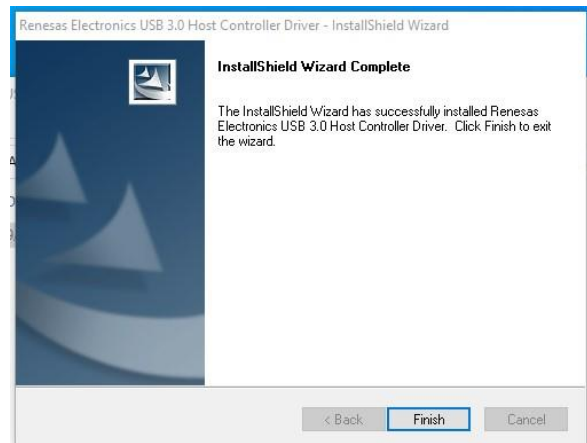 Renesas Electronics USB 3.0 Host Controller Driver - InstallShield Wizard
InstallShield Wizard Complete
The InstallShield Wizard has successfully installed Renesas
Electronics USB 3.0 Host Controller Driver. Click Finish to exit
the wizard.
< Back
Finish
Cancel